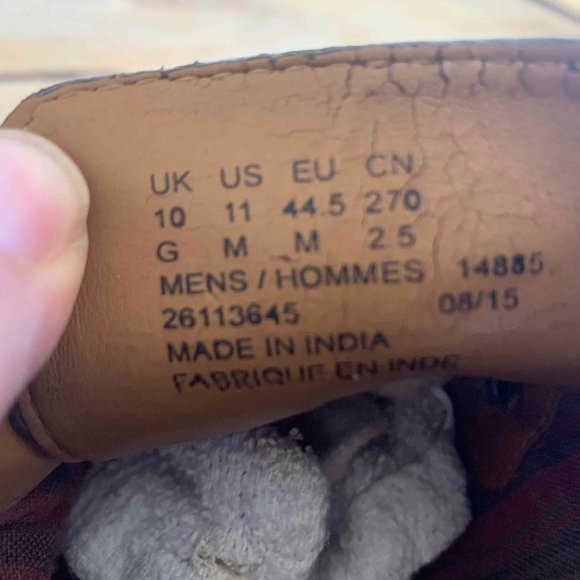 UK US EU CN
10 11 44.5 270
G M M 2 5
MENS / HOMMES 14885
26113645 08/15
MADE IN INDIA
FABRIQUE EN INDE